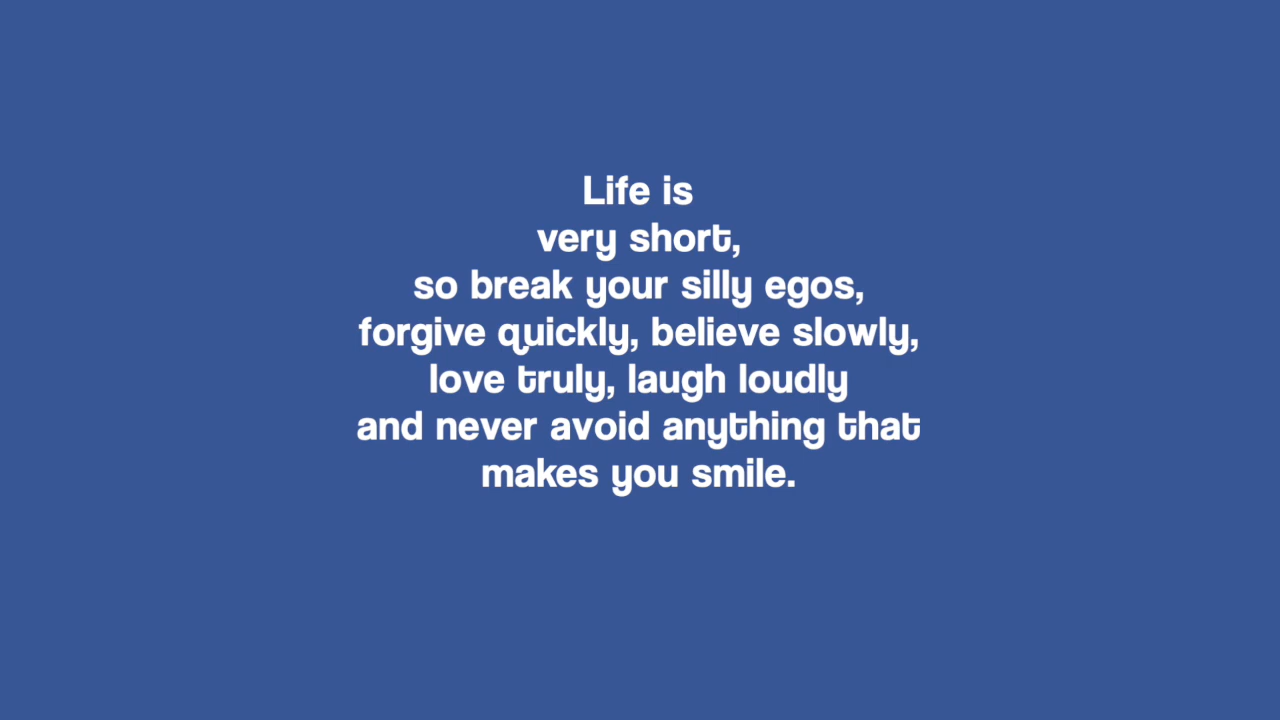 Life is
very short,
so break your silly egos,
forgive quickly, believe slowly,
love truly, laugh loudly
and never avoid anything that
makes you smile.